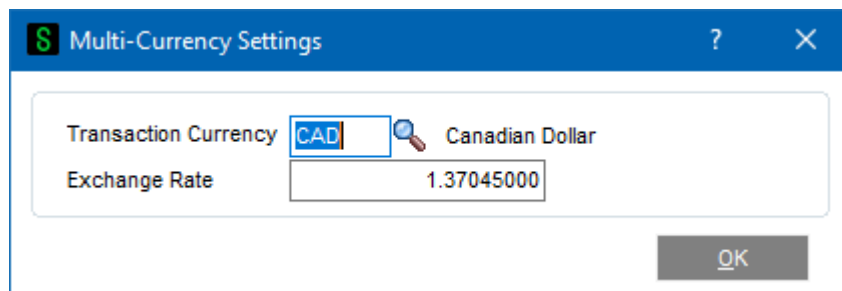 S Multi-Currency Settings ? ×
Transaction Currency CAD Canadian Dollar
Exchange Rate 1.37045000
OK